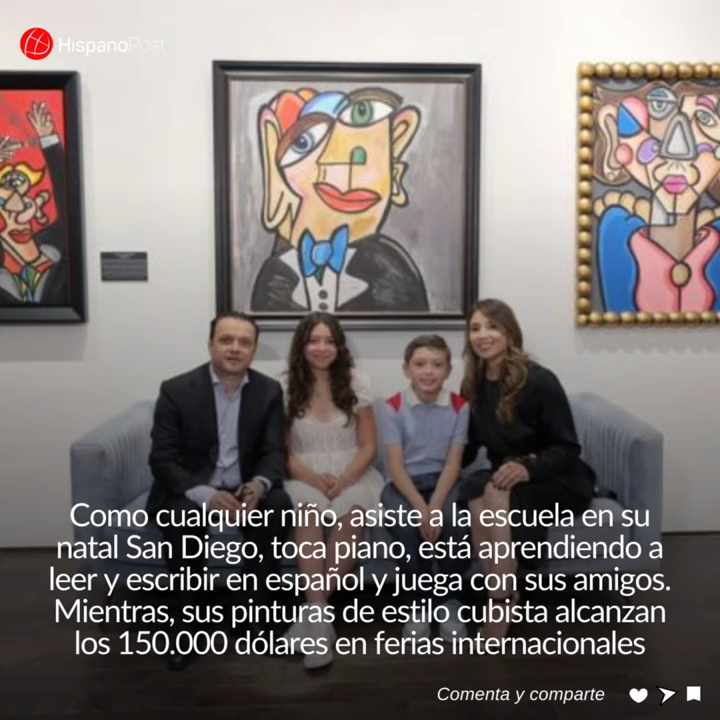 HispanoPost
Como cualquier niño, asiste a la escuela en su
natal San Diego, toca piano, está aprendiendo a
leer y escribir en español y juega con sus amigos.
Mientras, sus pinturas de estilo cubista alcanzan
los 150.000 dólares en ferias internacionales
Comenta y comparte